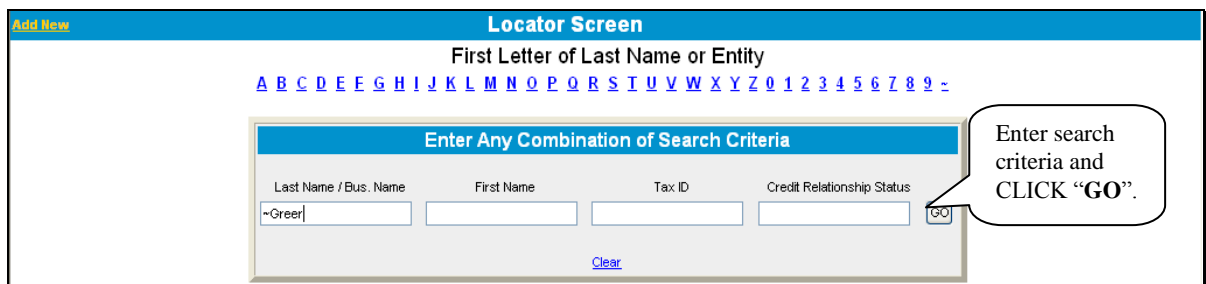 Add New Locator Screen
First Letter of Last Name or Entity
A B C D E F G H I J K L M N O P Q R S T U V W X Y Z 0 1 2 3 4 5 6 7 8 9 ~
Enter Any Combination of Search Criteria
Last Name / Bus. Name First Name Tax ID Credit Relationship Status
~Greer GO
Clear
Enter search
criteria and
CLICK “GO”.